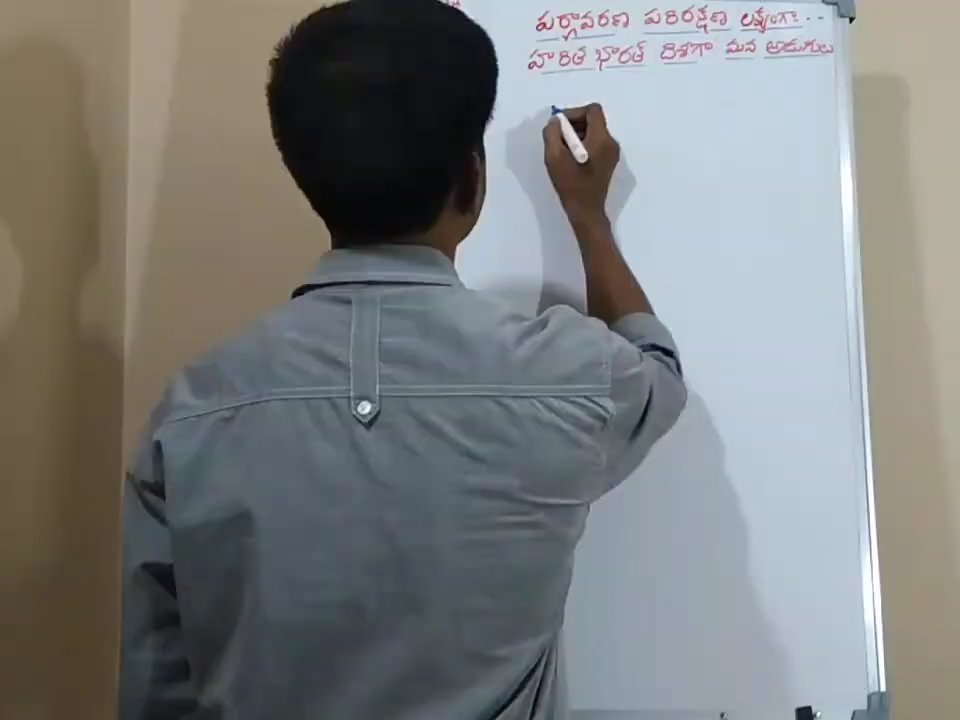 పర్యావరణ పరిరక్షణ లక్ష్యంగా...
హరిత భారత్ దిశగా మన అడుగులు